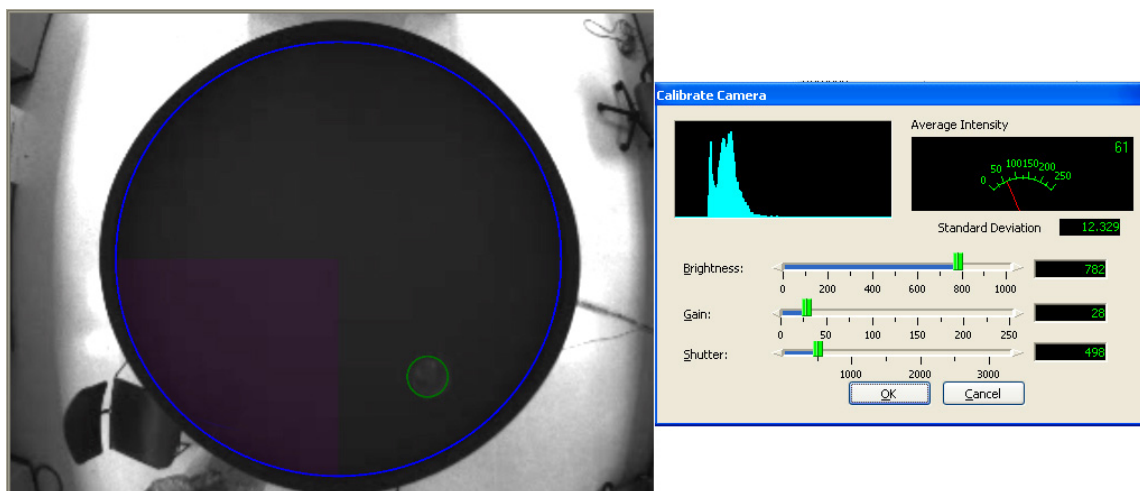 Calibrate Camera
Average Intensity
61
0 50 100 150 200 250
Standard Deviation 12.329
Brightness: 782
0 200 400 600 800 1000
Gain: 28
0 50 100 150 200 250
Shutter: 498
1000 2000 3000
OK Cancel